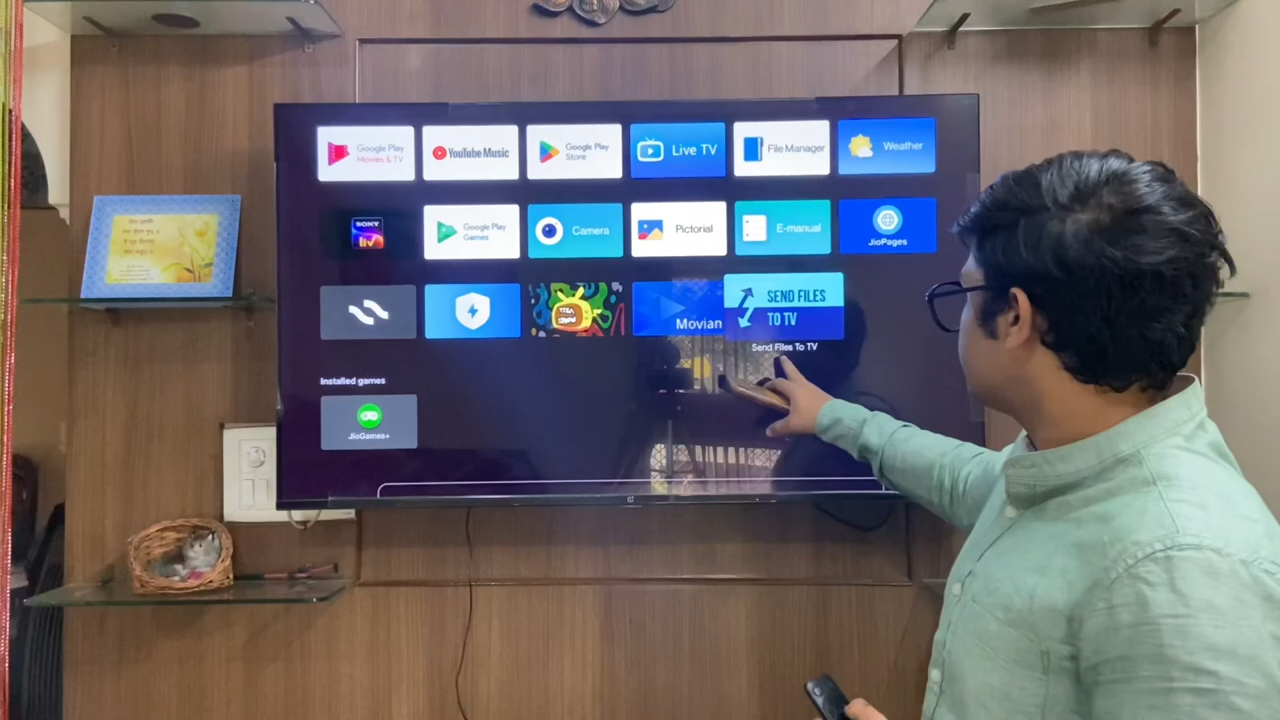 Google Play
Movies & TV
YouTube Music
Google Play
Store
Live TV
File Manager
Weather
SONY
liv
Google Play
Games
Camera
Pictorial
E-manual
JioPages
Movian
SEND FILES
TO TV
Send Files To TV
Installed games
JioGames+